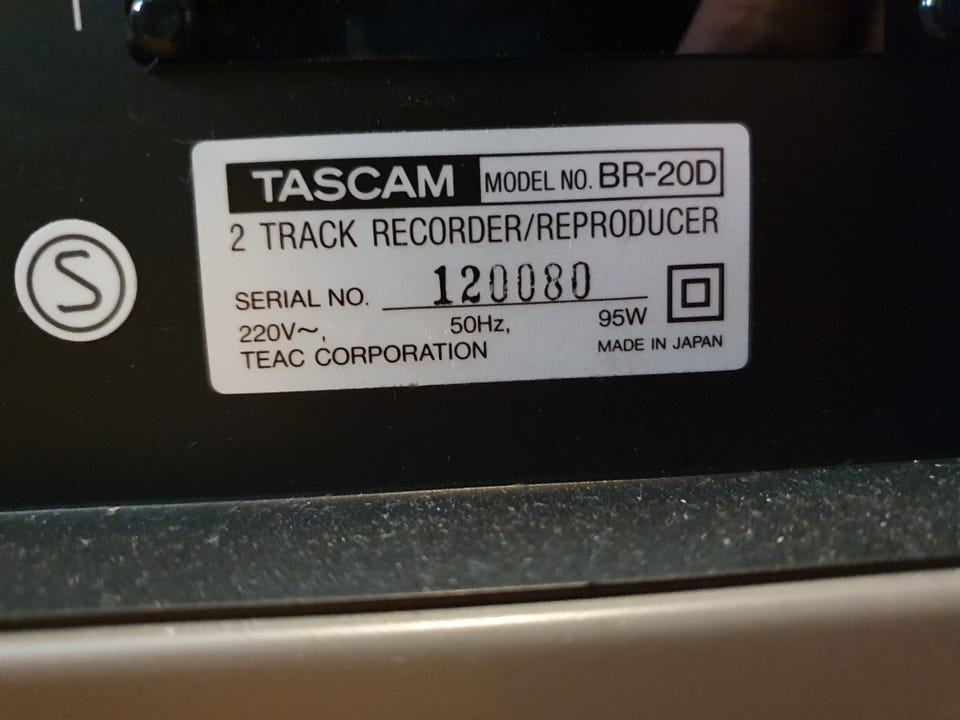 TASCAM MODEL NO. BR-20D
2 TRACK RECORDER/REPRODUCER
SERIAL NO. 120080
220V~, 50Hz, 95W
TEAC CORPORATION MADE IN JAPAN
S